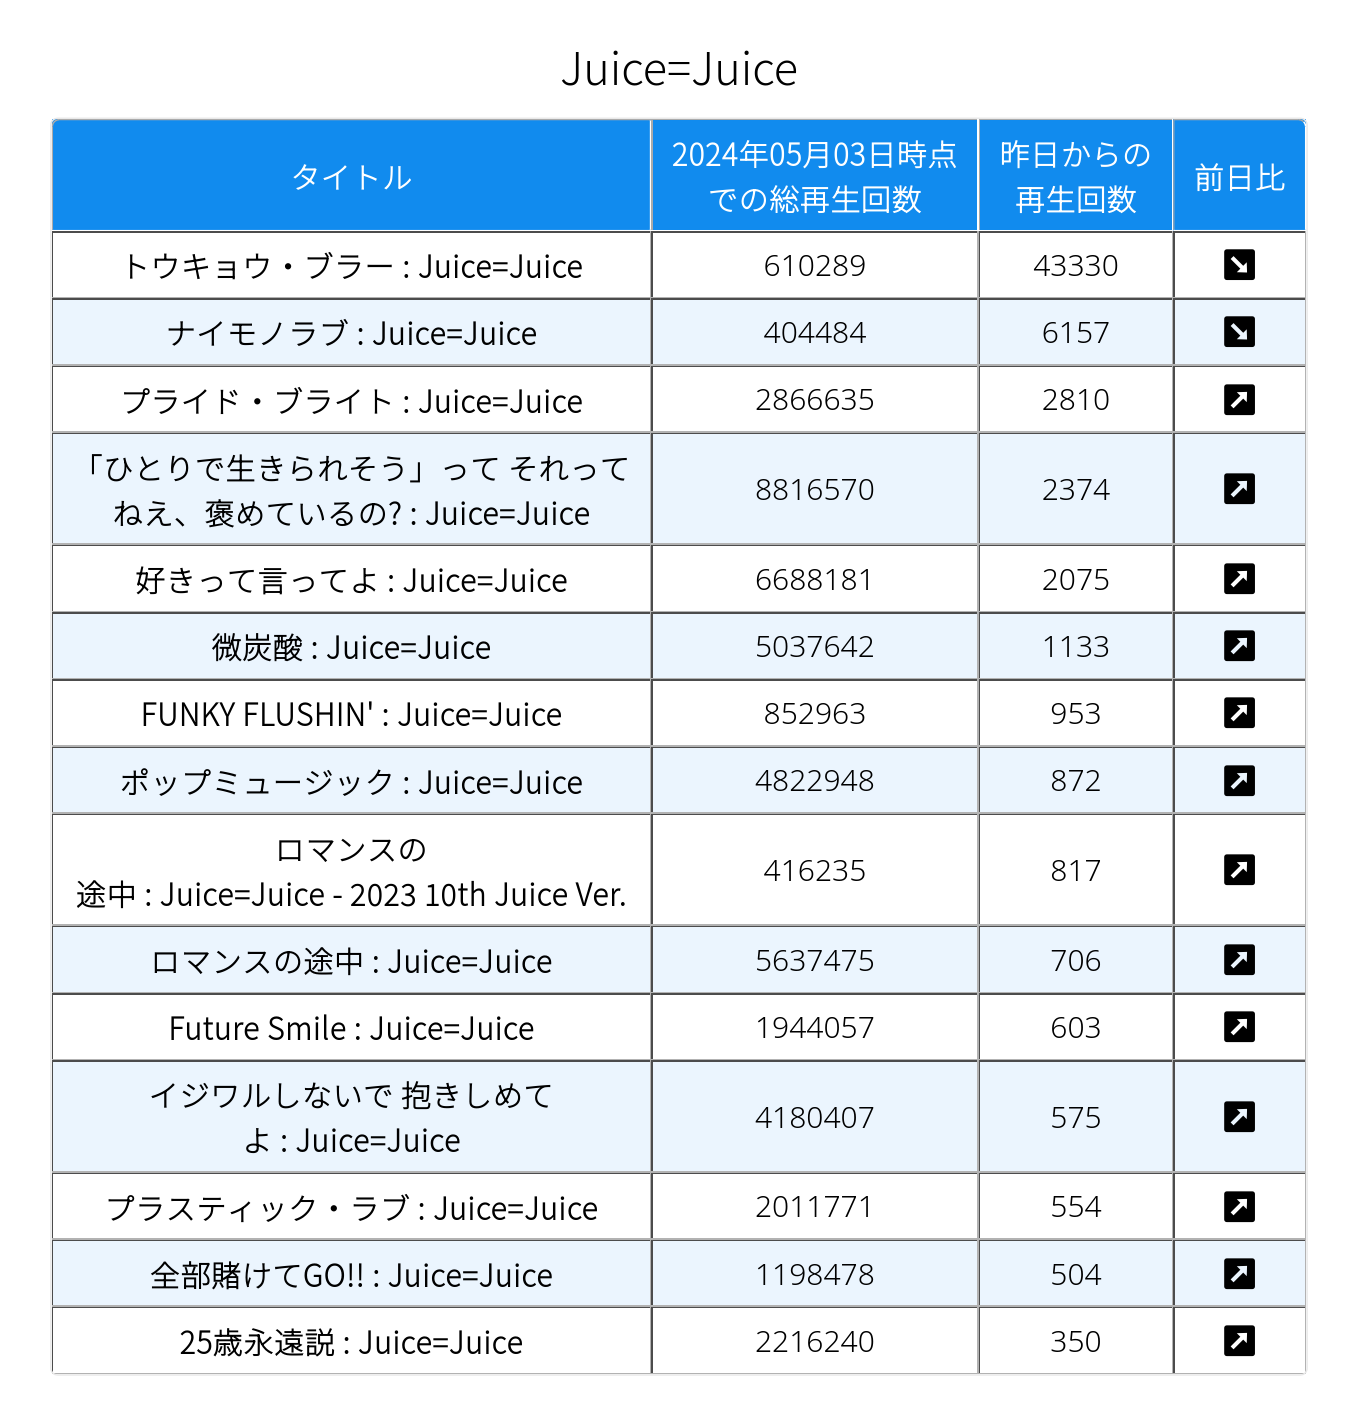 Juice=Juice
タイトル
2024年05月03日時点
での総再生回数
昨日からの
再生回数
前日比
トウキョウ・ブラー : Juice=Juice
610289
43330
ナイモノラブ : Juice=Juice
404484
6157
プライド・ブライト : Juice=Juice
2866635
2810
「ひとりで生きられそう」って それって
ねえ、褒めているの? : Juice=Juice
8816570
2374
好きって言ってよ : Juice=Juice
6688181
2075
微炭酸 : Juice=Juice
5037642
1133
FUNKY FLUSHIN' : Juice=Juice
852963
953
ポップミュージック : Juice=Juice
4822948
872
ロマンスの
途中 : Juice=Juice - 2023 10th Juice Ver.
416235
817
ロマンスの途中 : Juice=Juice
5637475
706
Future Smile : Juice=Juice
1944057
603
イジワルしないで 抱きしめて
よ : Juice=Juice
4180407
575
プラスティック・ラブ : Juice=Juice
2011771
554
全部賭けてGO!! : Juice=Juice
1198478
504
25歳永遠説 : Juice=Juice
2216240
350